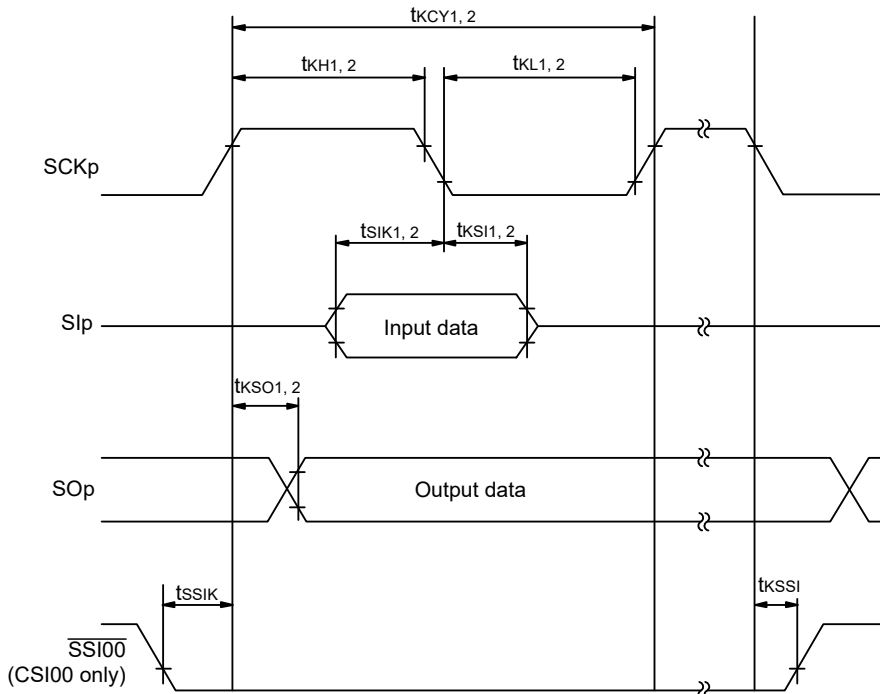 tKCY1, 2
tKH1, 2
tKL1, 2
SCKp
tSIK1, 2
tKSI1, 2
SIp
Input data
tKSO1, 2
SOp
Output data
tSSIK
tKSSI
SSI00
(CSI00 only)